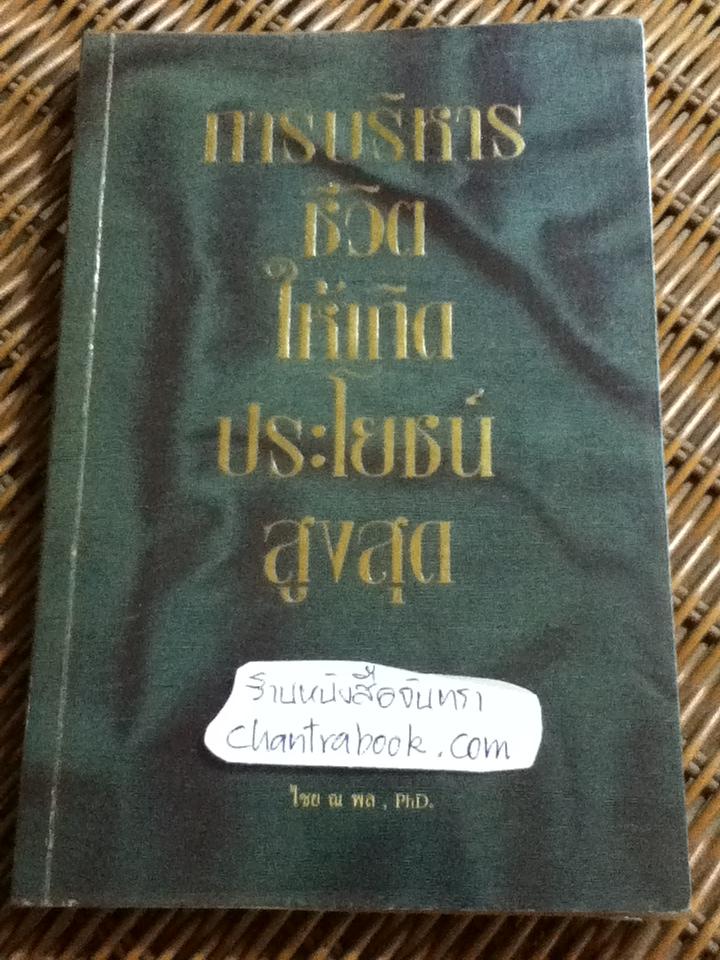 การบริหาร
ชีวิต
ให้เกิด
ประโยชน์
สูงสุด
ร้านหนังสือจันทรา
chantrabook.com
ไชย ณ พล , PhD.